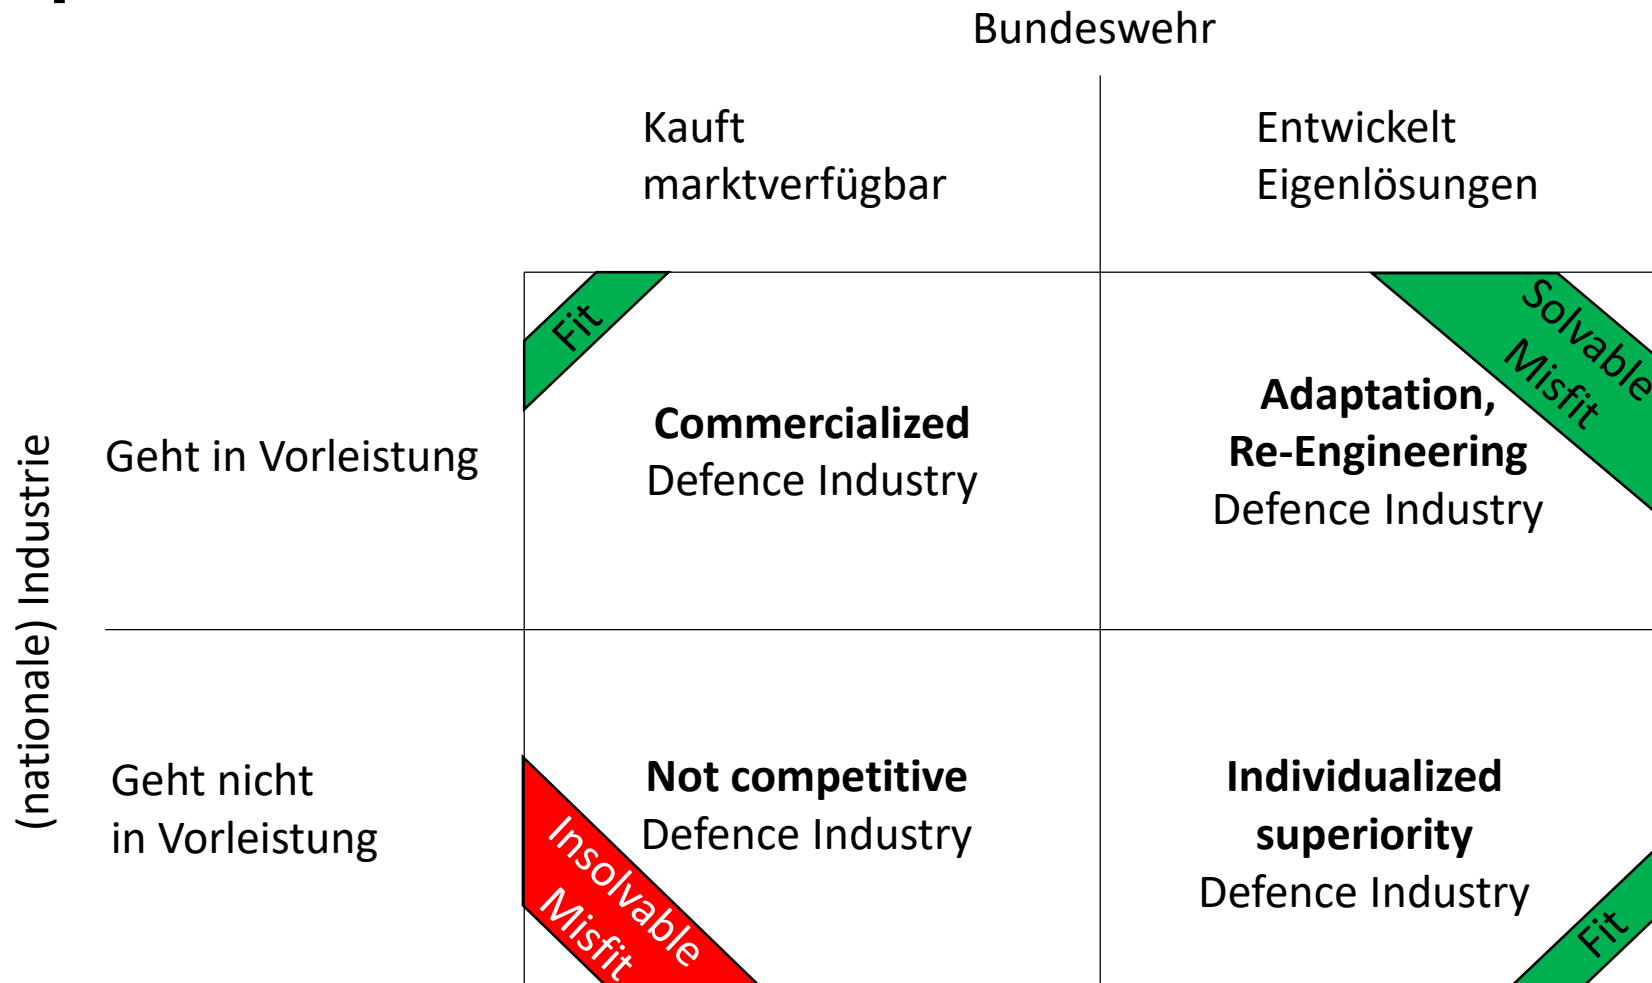 Bundeswehr
Kauft
marktverfügbar
Entwickelt
Eigenlösungen
(nationale) Industrie
Geht in Vorleistung
Fit
Commercialized
Defence Industry
Solvable
Misfit
Adaptation,
Re-Engineering
Defence Industry
Geht nicht
in Vorleistung
Insolvable
Misfit
Not competitive
Defence Industry
Individualized
superiority
Defence Industry
Fit